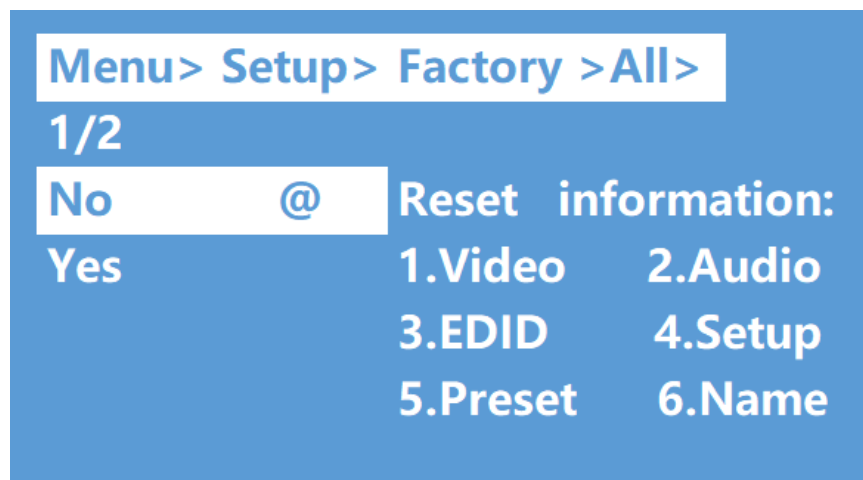 Menu> Setup> Factory >All>
1/2
No @ Reset information:
Yes 1.Video 2.Audio
3.EDID 4.Setup
5.Preset 6.Name